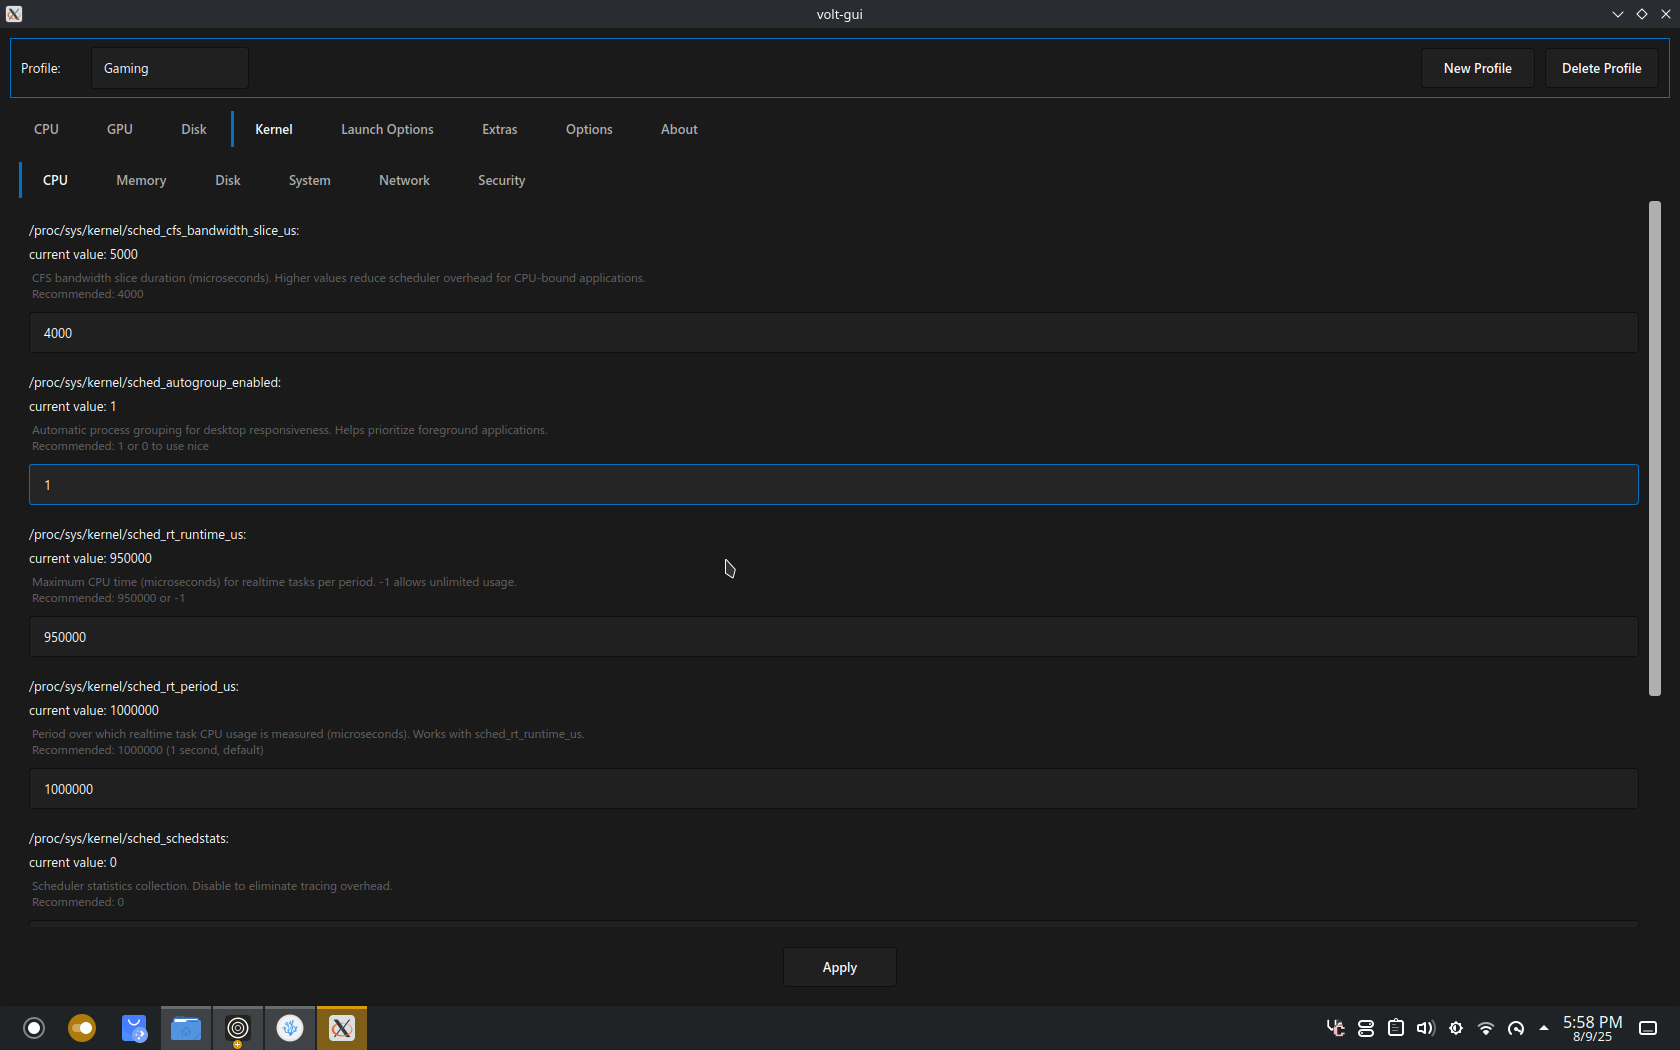 volt-gui
Profile: Gaming New Profile Delete Profile
CPU GPU Disk Kernel Launch Options Extras Options About
CPU Memory Disk System Network Security
/proc/sys/kernel/sched_cfs_bandwidth_slice_us:
current value: 5000
CFS bandwidth slice duration (microseconds). Higher values reduce scheduler overhead for CPU-bound applications.
Recommended: 4000
4000
/proc/sys/kernel/sched_autogroup_enabled:
current value: 1
Automatic process grouping for desktop responsiveness. Helps prioritize foreground applications.
Recommended: 1 or 0 to use nice
1
/proc/sys/kernel/sched_rt_runtime_us:
current value: 950000
Maximum CPU time (microseconds) for realtime tasks per period. -1 allows unlimited usage.
Recommended: 950000 or -1
950000
/proc/sys/kernel/sched_rt_period_us:
current value: 1000000
Period over which realtime task CPU usage is measured (microseconds). Works with sched_rt_runtime_us.
Recommended: 1000000 (1 second, default)
1000000
/proc/sys/kernel/sched_schedstats:
current value: 0
Scheduler statistics collection. Disable to eliminate tracing overhead.
Recommended: 0
Apply
5:58 PM
8/9/25